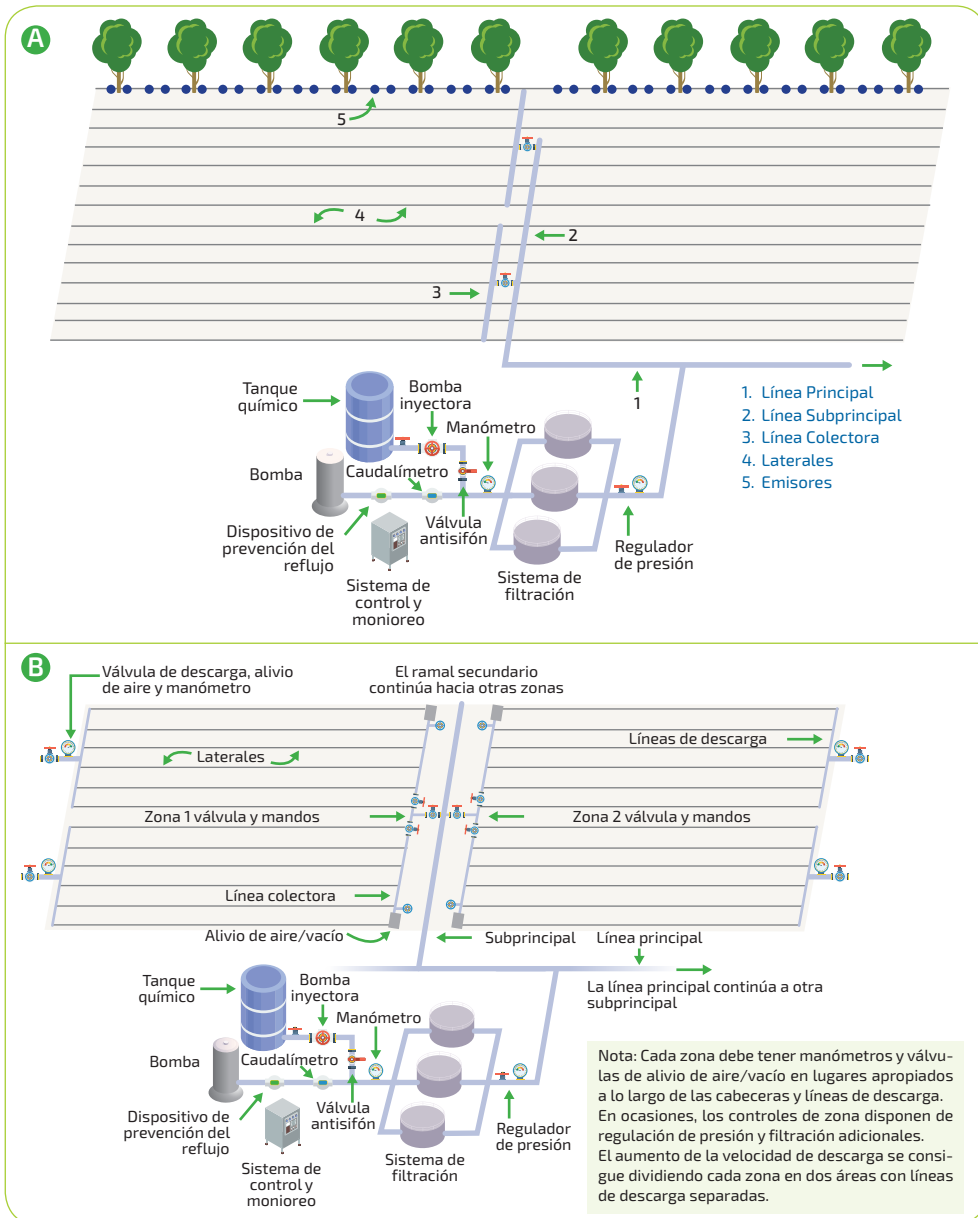 A
5
4
2
3
1
1. Línea Principal
2. Línea Subprincipal
3. Línea Colectora
4. Laterales
5. Emisores
Tanque
químico
Bomba
inyectora
Manómetro
Bomba
Caudalímetro
Dispositivo de
prevención del
reflujo
Válvula
antisifón
Regulador
de presión
Sistema de
filtración
Sistema de
control y
monioreo
B
Válvula de descarga, alivio
de aire y manómetro
El ramal secundario
continúa hacia otras zonas
Laterales
Líneas de descarga
Zona 1 válvula y mandos
Zona 2 válvula y mandos
Línea colectora
Alivio de aire/vacío
Subprincipal
Línea principal
La línea principal continúa a otra
subprincipal
Tanque
químico
Bomba
inyectora
Manómetro
Bomba
Caudalímetro
Dispositivo de
prevención del
reflujo
Válvula
antisifón
Regulador
de presión
Sistema de
filtración
Sistema de
control y
monioreo
Nota: Cada zona debe tener manómetros y válvu-
las de alivio de aire/vacío en lugares apropiados
a lo largo de las cabeceras y líneas de descarga.
En ocasiones, los controles de zona disponen de
regulación de presión y filtración adicionales.
El aumento de la velocidad de descarga se consi-
gue dividiendo cada zona en dos áreas con líneas
de descarga separadas.